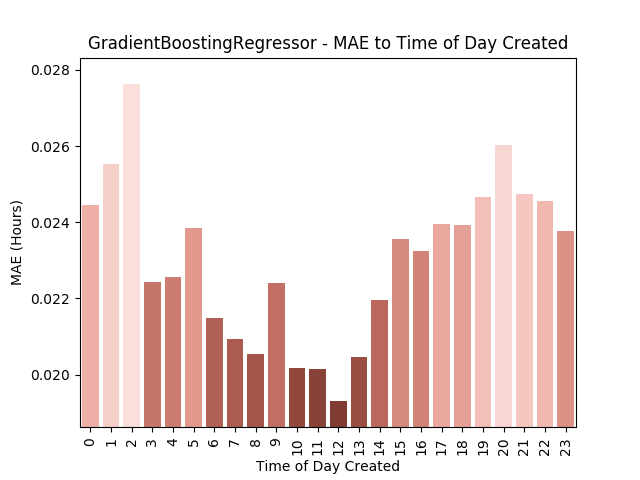 GradientBoostingRegressor - MAE to Time of Day Created
0.028
0.026
0.024
0.022
0.020
MAE (Hours)
0 1 2 3 4 5 6 7 8 9 10 11 12 13 14 15 16 17 18 19 20 21 22 23
Time of Day Created